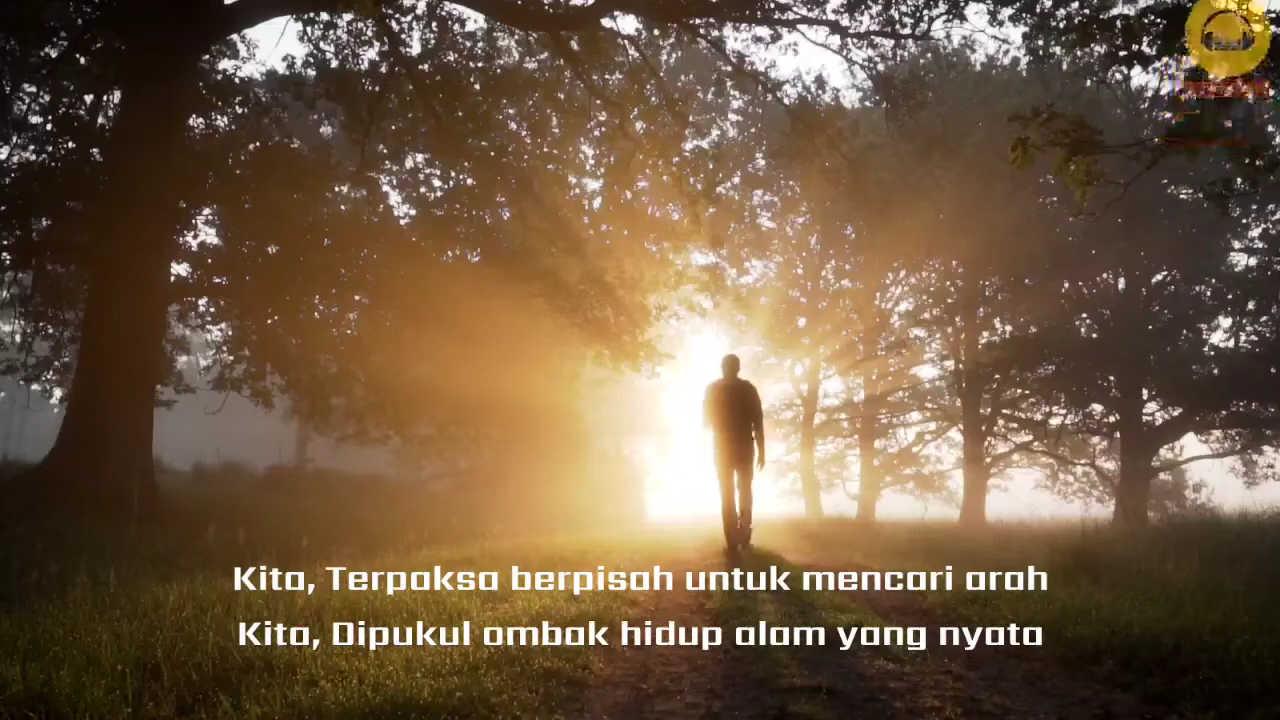 Kita, Terpaksa berpisah untuk mencari arah
Kita, Dipukul ombak hidup alam yang nyata